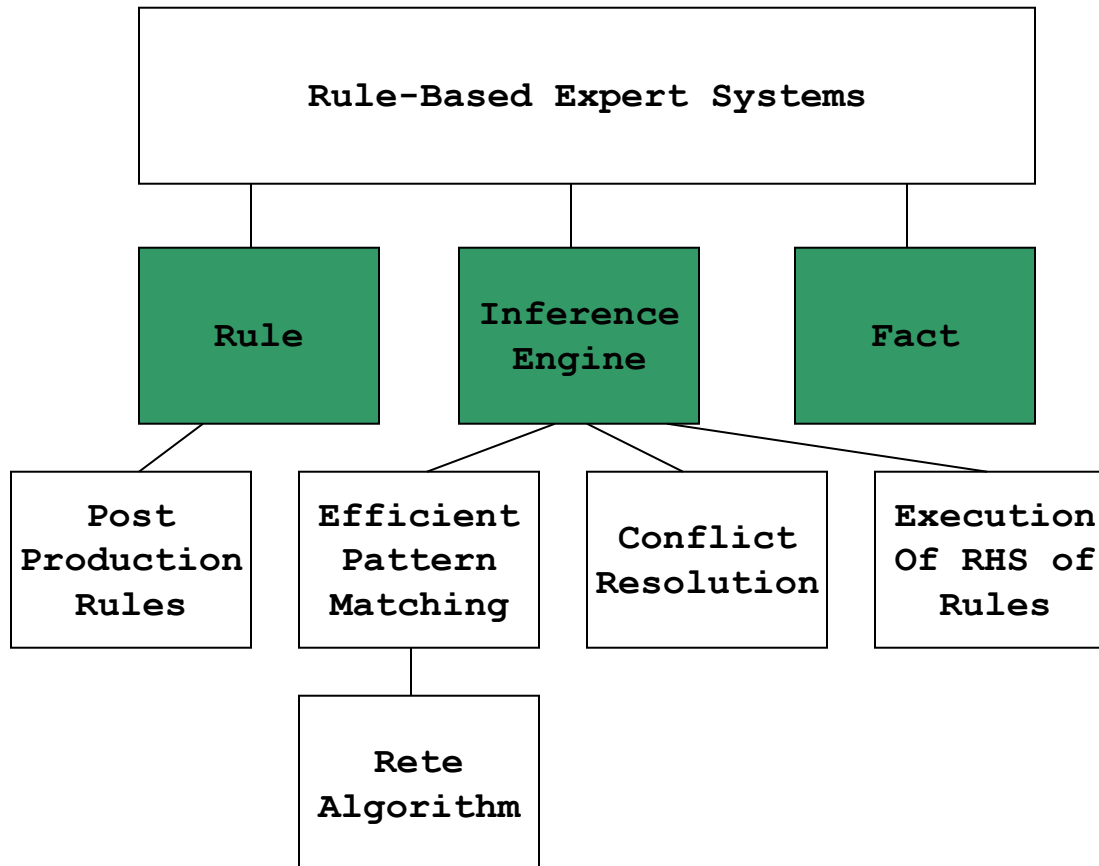 Rule-Based Expert Systems
Rule
Inference
Engine
Fact
Post
Production
Rules
Efficient
Pattern
Matching
Conflict
Resolution
Execution
Of RHS of
Rules
Rete
Algorithm